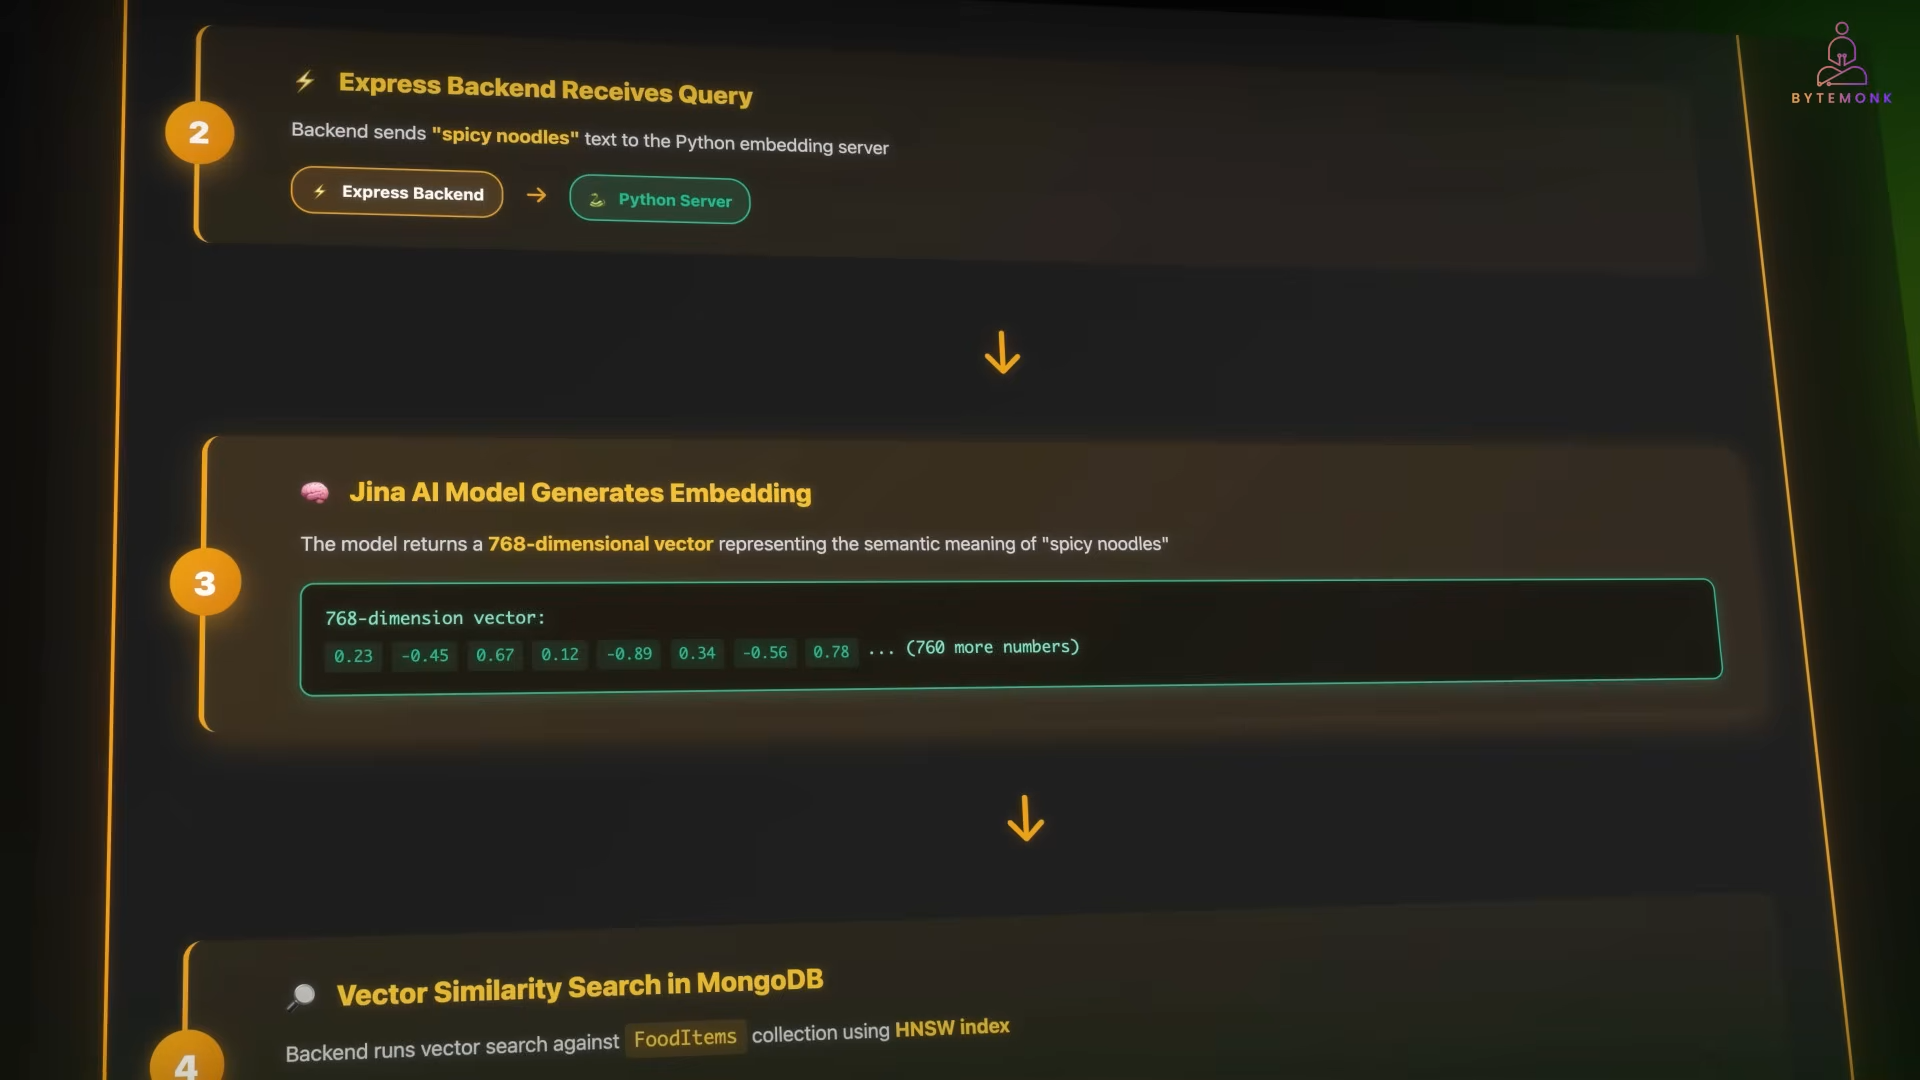 BYTEMONK
2
⚡ Express Backend Receives Query
Backend sends "spicy noodles" text to the Python embedding server
⚡ Express Backend → Python Server
3
Jina AI Model Generates Embedding
The model returns a 768-dimensional vector representing the semantic meaning of "spicy noodles"
768-dimension vector:
0.23 -0.45 0.67 0.12 -0.89 0.34 -0.56 0.78 ... (760 more numbers)
4
Vector Similarity Search in MongoDB
Backend runs vector search against FoodItems collection using HNSW index